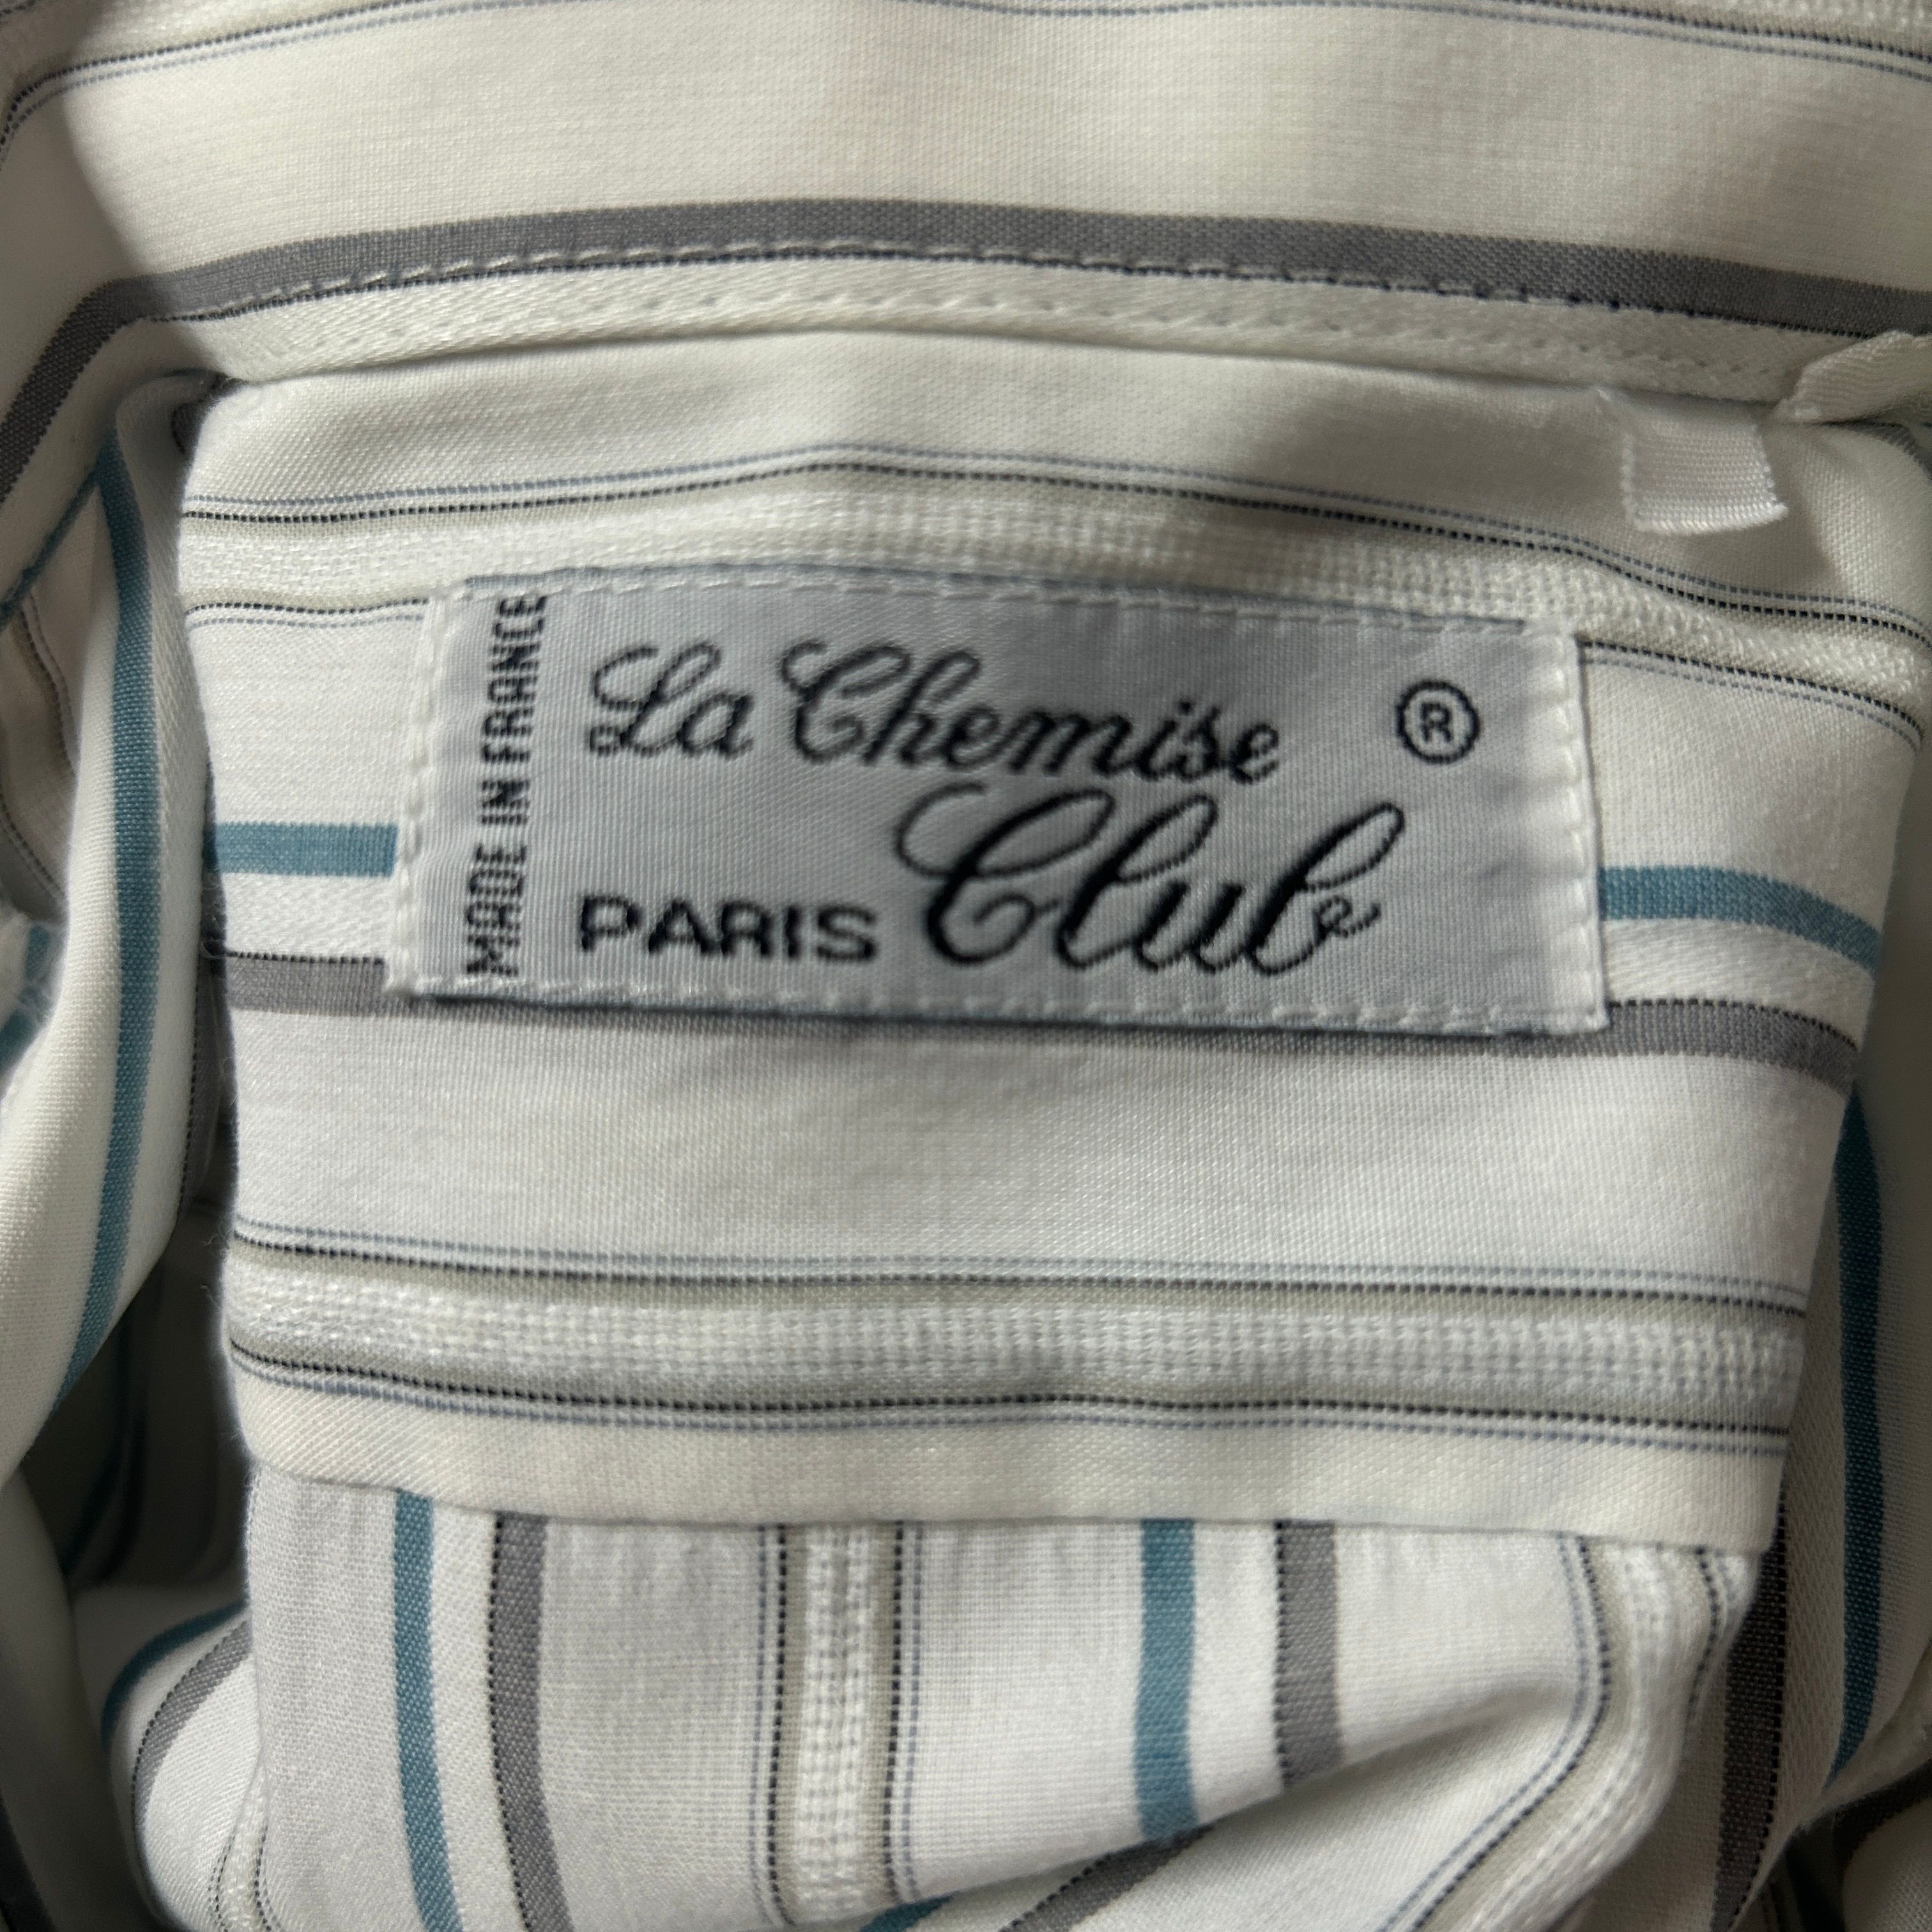 MADE IN FRANCE
La Chemise ®
PARIS Club